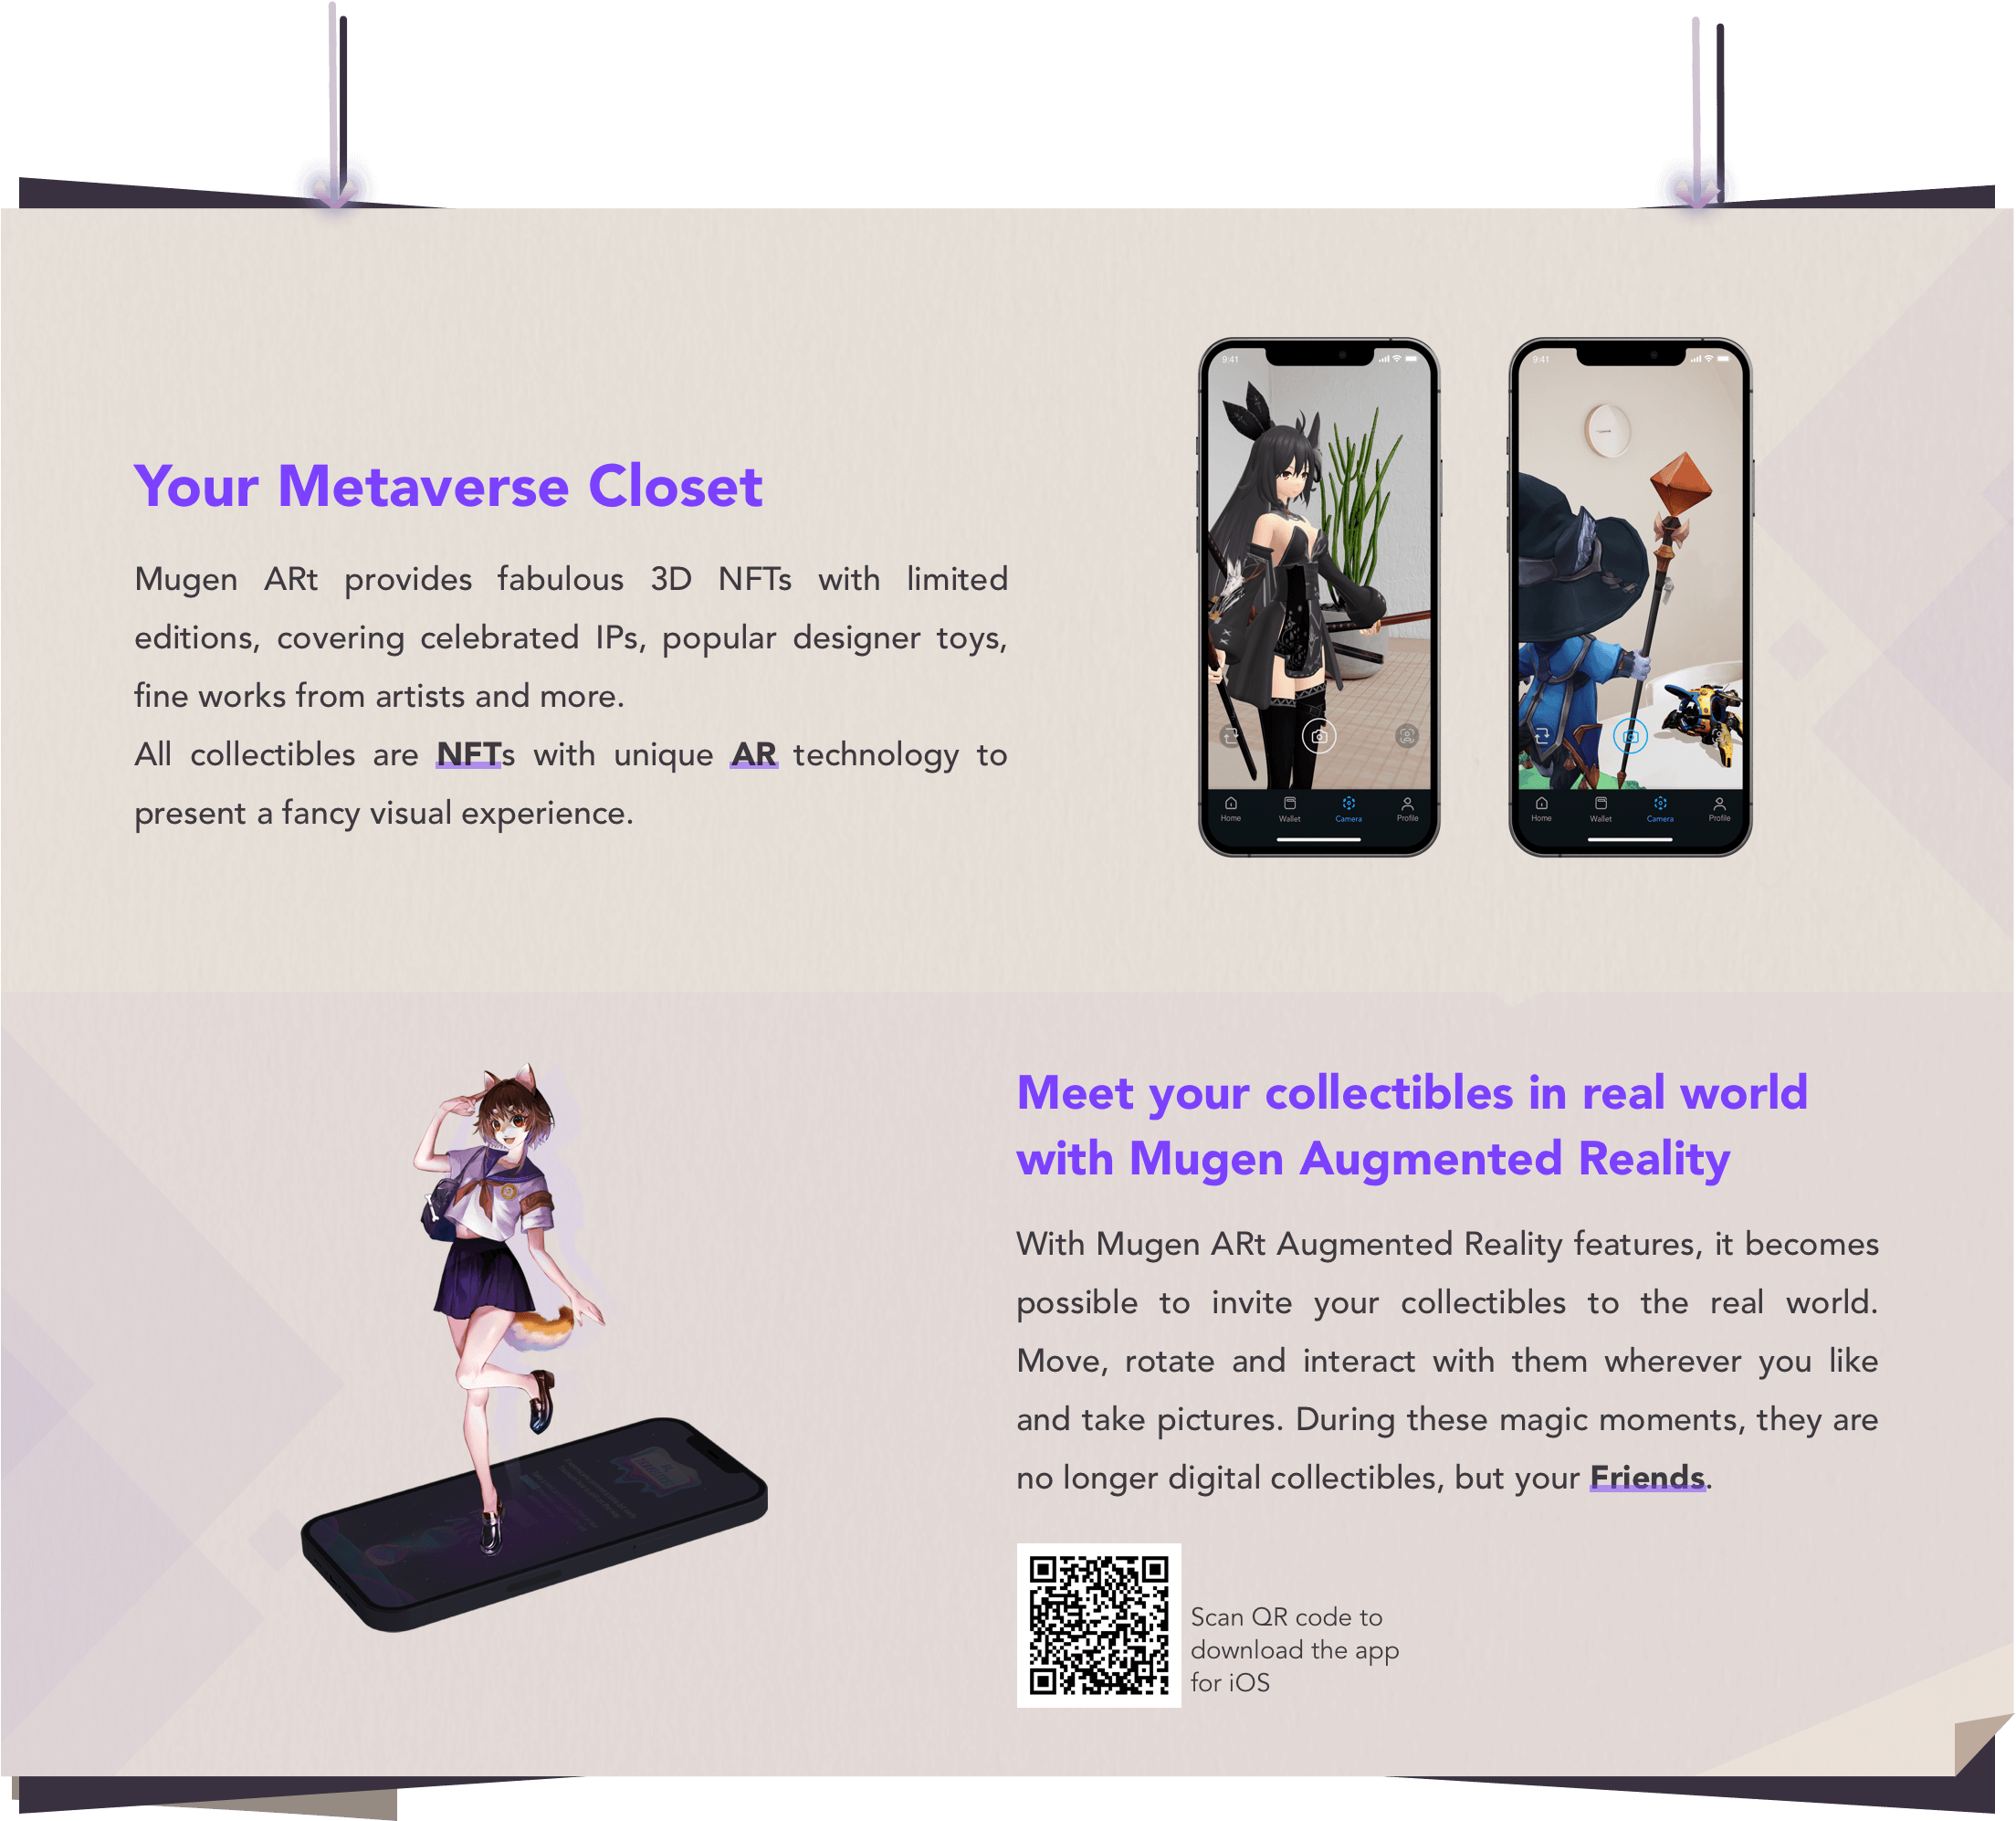 Your Metaverse Closet
Mugen ARt provides fabulous 3D NFTs with limited
editions, covering celebrated IPs, popular designer toys,
fine works from artists and more.
All collectibles are NFTs with unique AR technology to
present a fancy visual experience.
9:41
Home Wallet Camera Profile
9:41
Home Wallet Camera Profile
Meet your collectibles in real world
with Mugen Augmented Reality
With Mugen ARt Augmented Reality features, it becomes
possible to invite your collectibles to the real world.
Move, rotate and interact with them wherever you like
and take pictures. During these magic moments, they are
no longer digital collectibles, but your Friends.
Scan QR code to
download the app
for iOS